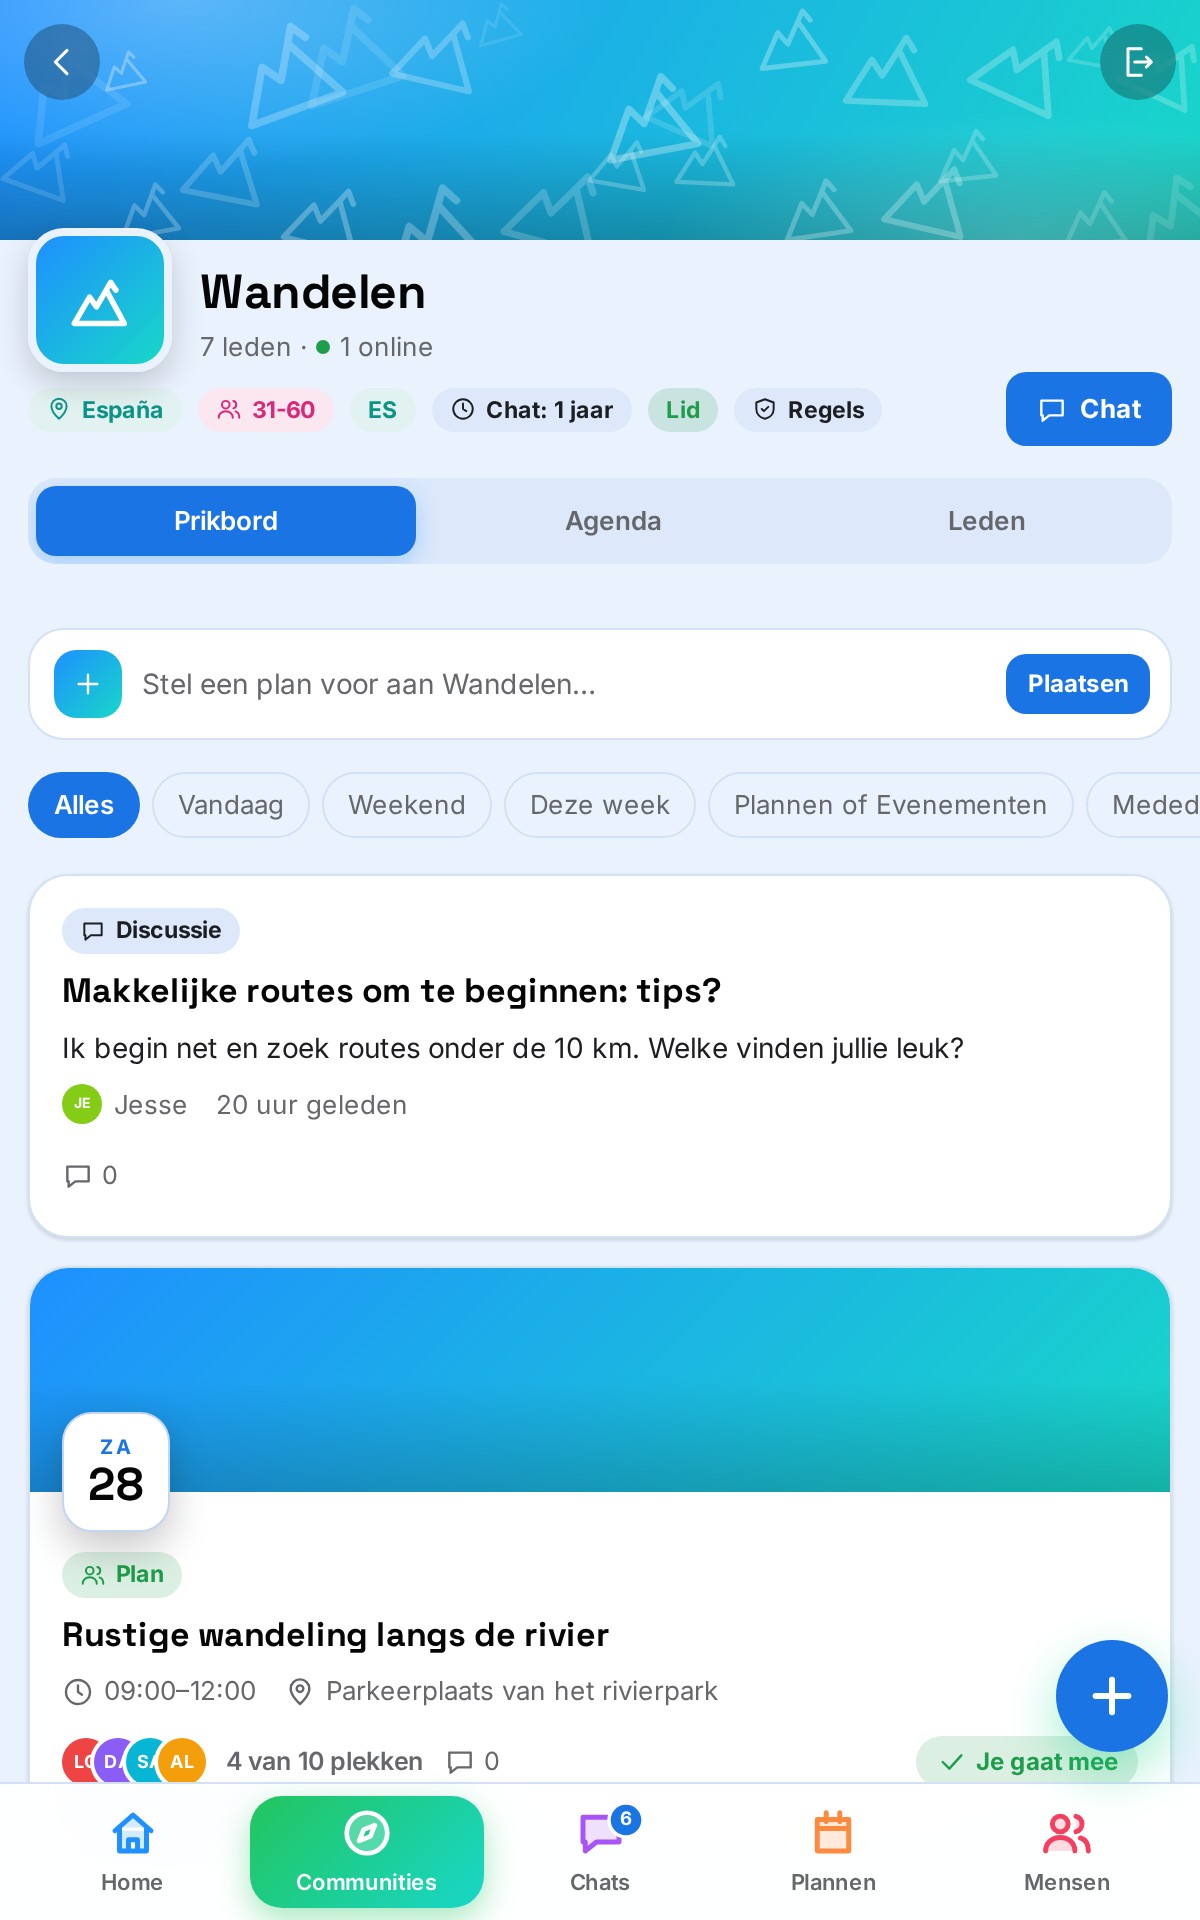 Wandelen
7 leden · 1 online
España 31-60 ES Chat: 1 jaar Lid Regels Chat
Prikbord Agenda Leden
Stel een plan voor aan Wandelen... Plaatsen
Alles Vandaag Weekend Deze week Plannen of Evenementen Meded
Discussie
Makkelijke routes om te beginnen: tips?
Ik begin net en zoek routes onder de 10 km. Welke vinden jullie leuk?
JE Jesse 20 uur geleden
0
ZA
28
Plan
Rustige wandeling langs de rivier
09:00–12:00 Parkeerplaats van het rivierpark
AL 4 van 10 plekken 0 Je gaat mee
6
Home Communities Chats Plannen Mensen